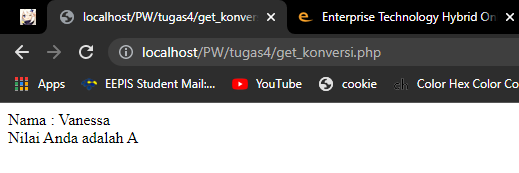 localhost/PW/tugas4/get_konver
Enterprise Technology Hybrid On
localhost/PW/tugas4/get_konversi.php
Apps
EEPIS Student Mail:...
YouTube
cookie
Color Hex Color Co
Nama : Vanessa
Nilai Anda adalah A